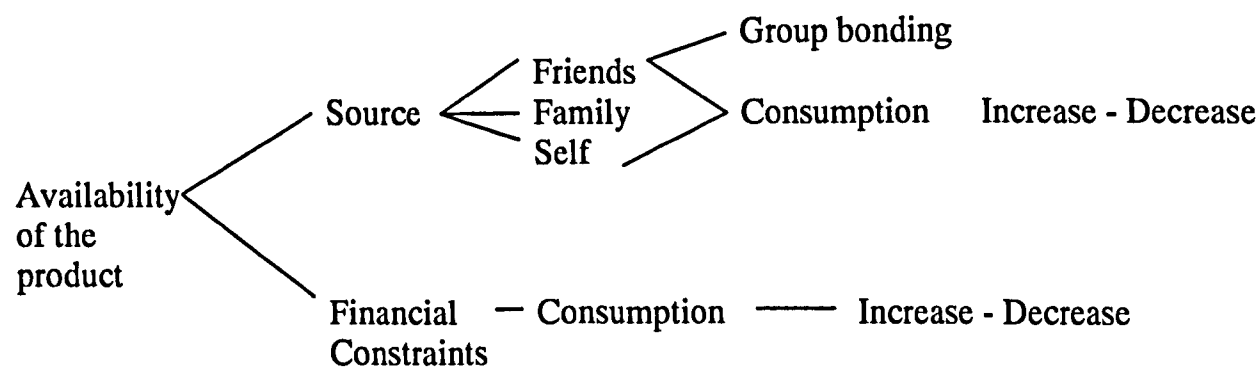 Group bonding
Friends
Source
Family
Consumption
Increase - Decrease
Self
Availability
of the
product
Financial
Constraints
Consumption
Increase - Decrease